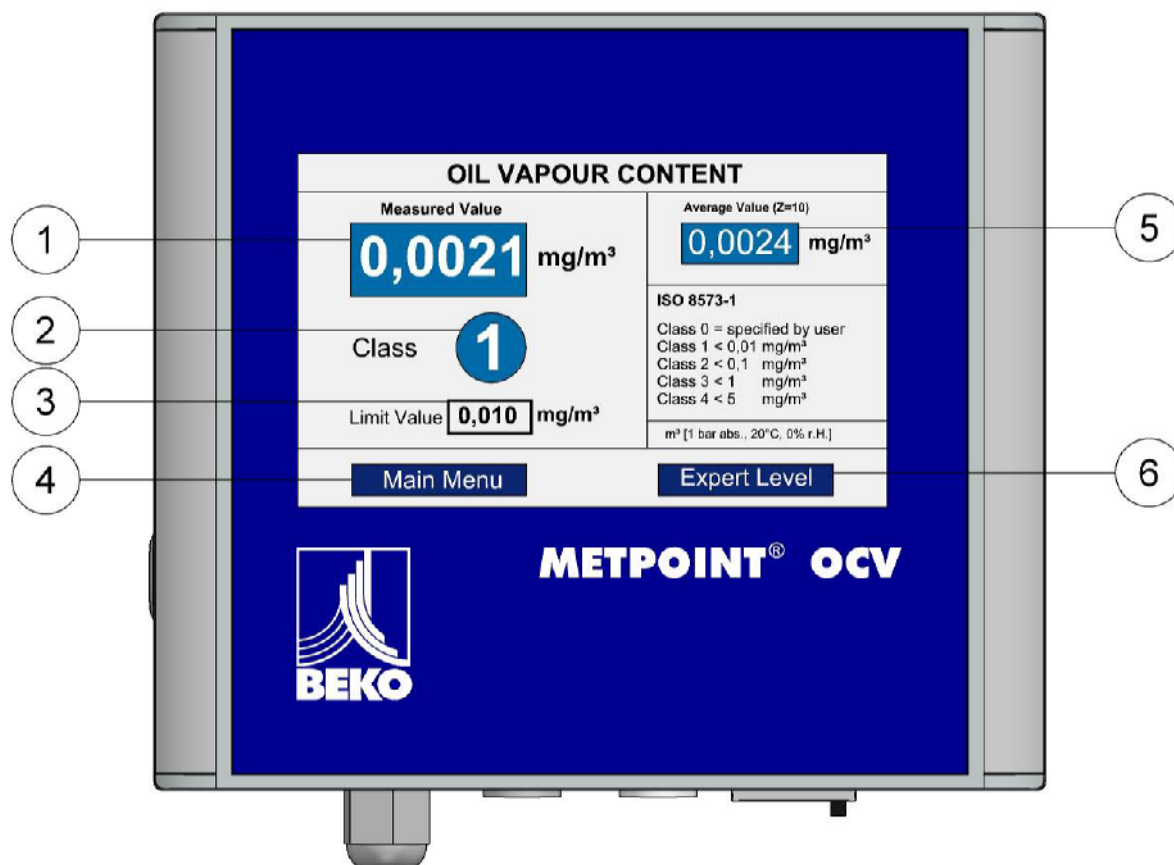 OIL VAPOUR CONTENT
Measured Value
0,0021 mg/m³
Class 1
Limit Value 0,010 mg/m³
Average Value (Z=10)
0,0024 mg/m³
ISO 8573-1
Class 0 = specified by user
Class 1 < 0,01 mg/m³
Class 2 < 0,1 mg/m³
Class 3 < 1 mg/m³
Class 4 < 5 mg/m³
m³ [1 bar abs., 20°C, 0% r.H.]
Main Menu
Expert Level
METPOINT® OCV
BEKO
1
2
3
4
5
6